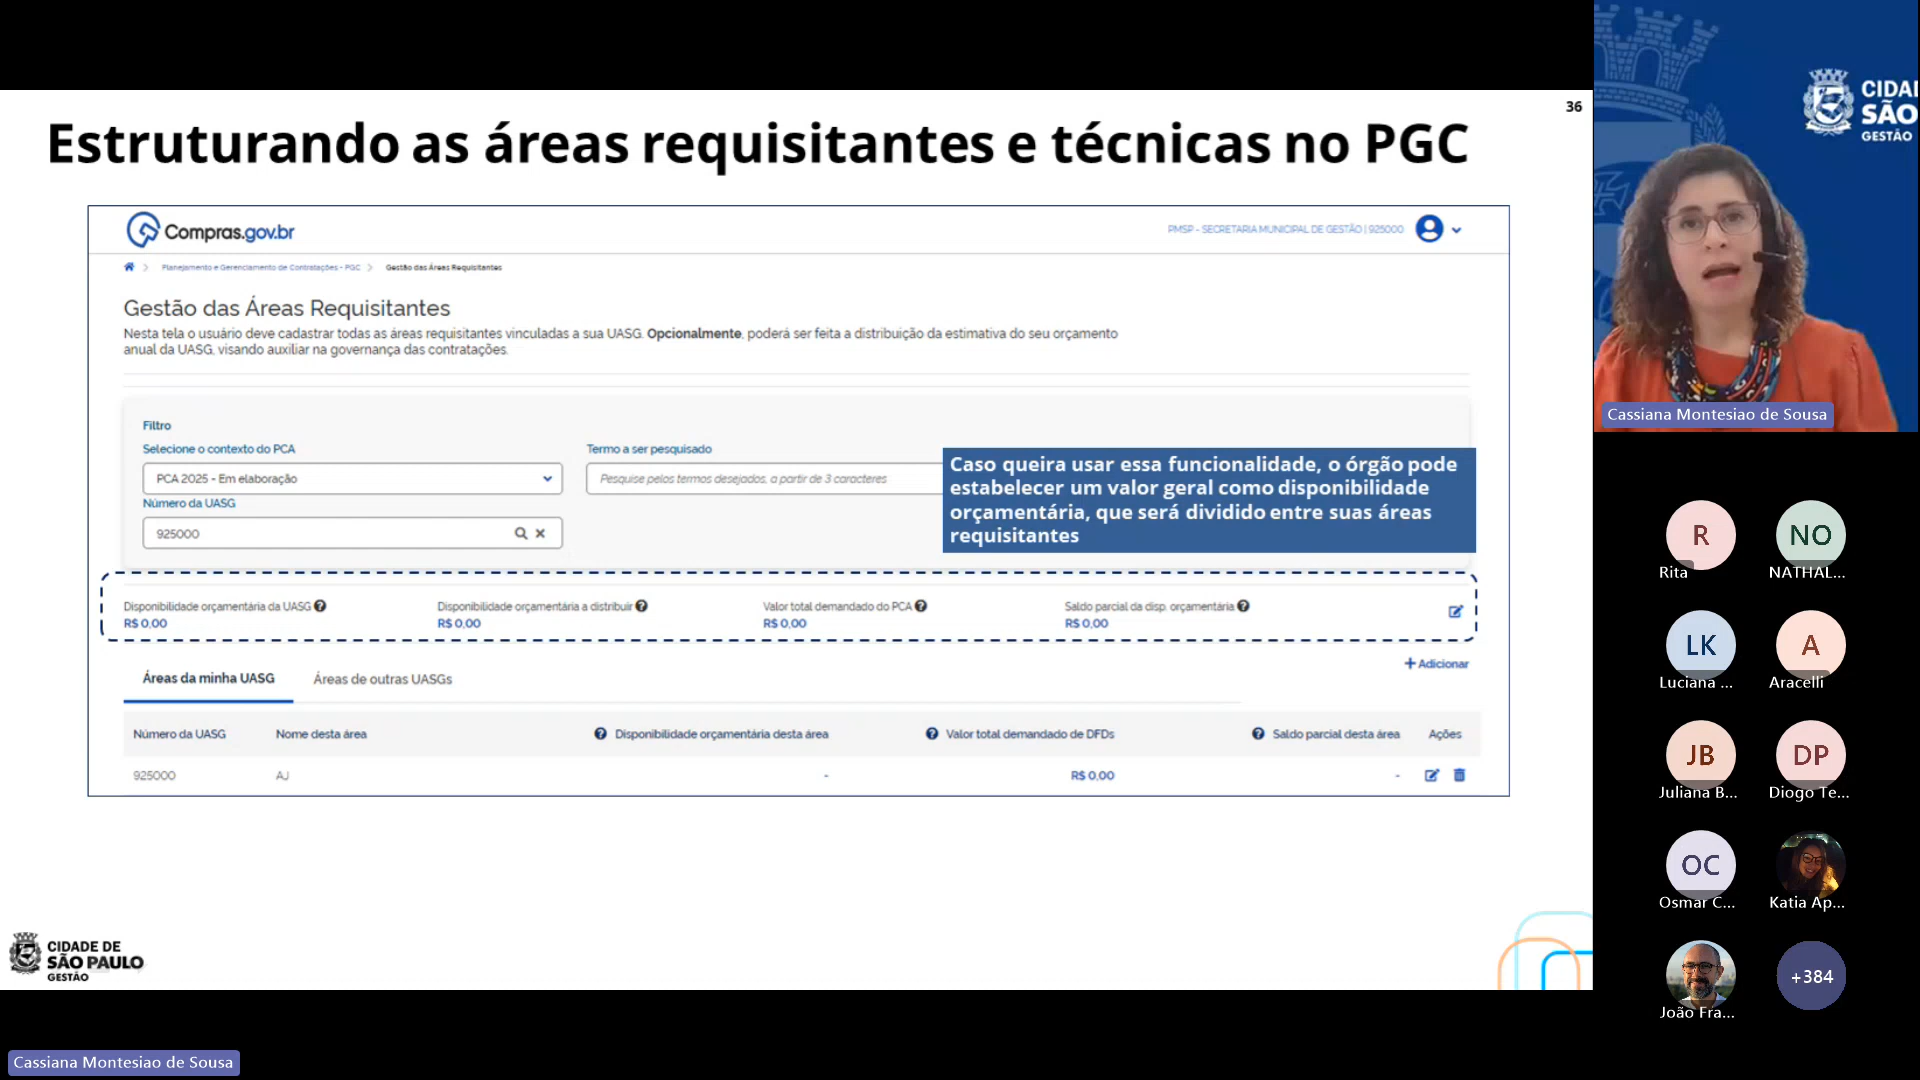 36
Estruturando as áreas requisitantes e técnicas no PGC
Compras.gov.br
PMSP - SECRETARIA MUNICIPAL DE GESTÃO | 925000
Planejamento e Gerenciamento de Contratações - PGC
Gestão das Áreas Requisitantes
Gestão das Áreas Requisitantes
Nesta tela o usuário deve cadastrar todas as áreas requisitantes vinculadas a sua UASG. Opcionalmente, poderá ser feita a distribuição da estimativa do seu orçamento
anual da UASG, visando auxiliar na governança das contratações.
Filtro
Selecione o contexto do PCA
Termo a ser pesquisado
PCA 2025 - Em elaboração
Pesquise pelos termos desejados, a partir de 3 caracteres
Número da UASG
925000
Caso queira usar essa funcionalidade, o órgão pode
estabelecer um valor geral como disponibilidade
orçamentária, que será dividido entre suas áreas
requisitantes
Disponibilidade orçamentária da UASG
Disponibilidade orçamentária a distribuir
Valor total demandado do PCA
Saldo parcial da disp. orçamentária
R$ 0,00
R$ 0,00
R$ 0,00
R$ 0,00
Adicionar
Áreas da minha UASG
Áreas de outras UASGs
Número da UASG
Nome desta área
Disponibilidade orçamentária desta área
Valor total demandado de DFDs
Saldo parcial desta área
Ações
925000
AJ
-
R$ 0,00
-
CIDADE DE
SÃO PAULO
GESTÃO
Cassiana Montesiao de Sousa
CIDA
SÃO
GESTÃO
Cassiana Montesiao de Sousa
R
Rita
NO
NATHAL...
LK
Luciana ...
A
Aracelli
JB
Juliana B...
DP
Diogo Te...
OC
Osmar C...
Katia Ap...
João Fra...
+384